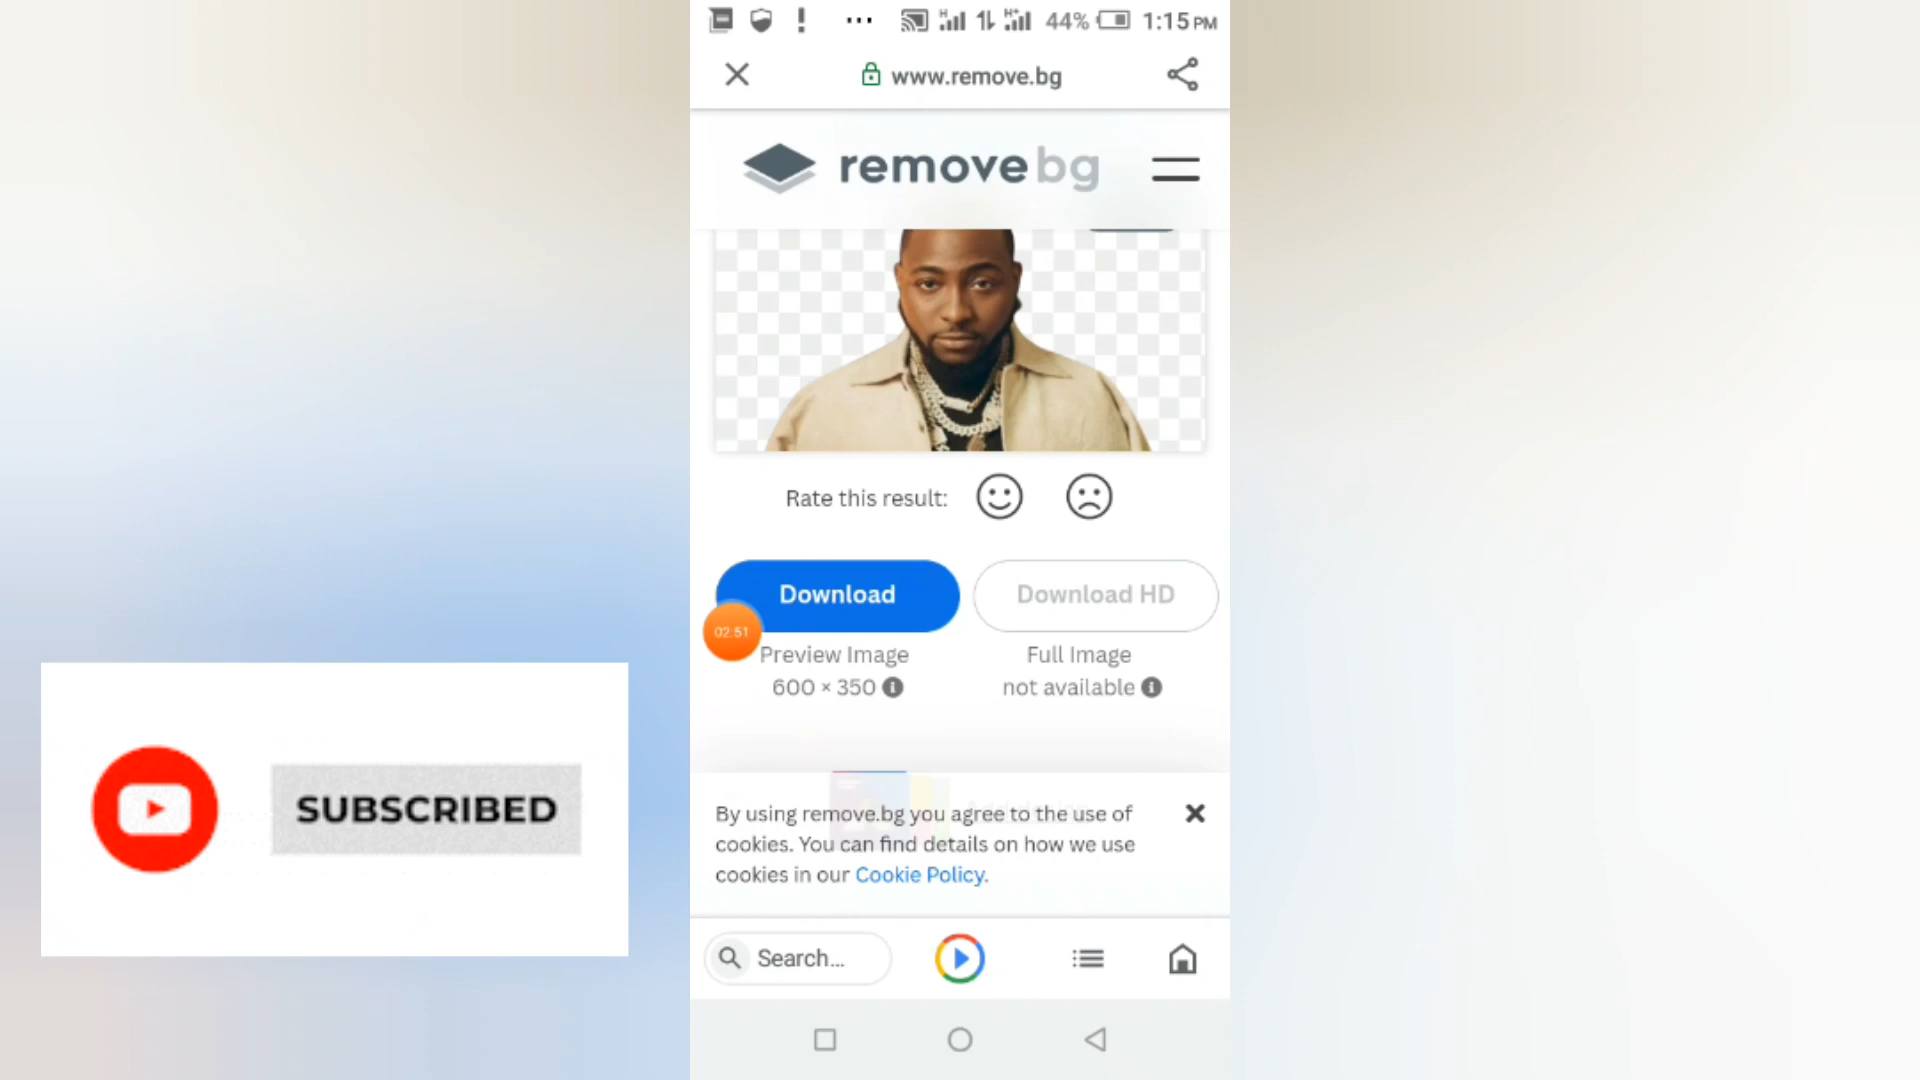 H H+ 44% 1:15 PM
www.remove.bg
remove bg
Rate this result:
Download
Download HD
02:51
Preview Image
600 × 350
Full Image
not available
By using remove.bg you agree to the use of
cookies. You can find details on how we use
cookies in our Cookie Policy.
Search...
SUBSCRIBED